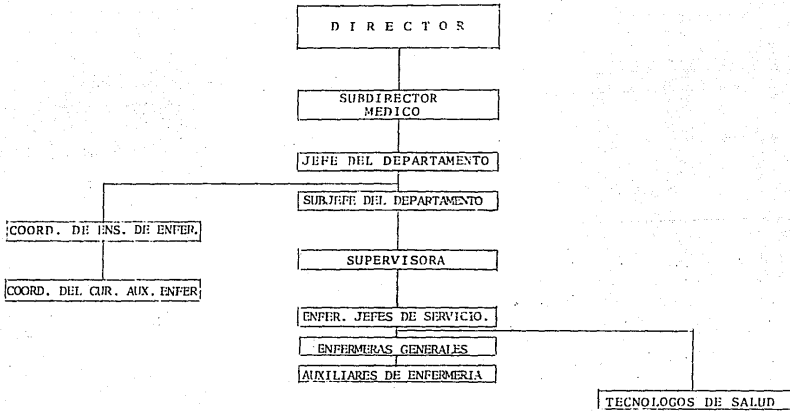 DIRECTOR
SUBDIRECTOR
MEDICO
JEFE DEL DEPARTAMENTO
SUBJEFE DEL DEPARTAMENTO
COORD. DE ENS. DE ENFER.
SUPERVISORA
COORD. DEL CUR. AUX. ENFER
ENFER. JEFES DE SERVICIO.
ENFERMERAS GENERALES
AUXILIARES DE ENFERMERIA
TECNOLOGOS DE SALUD